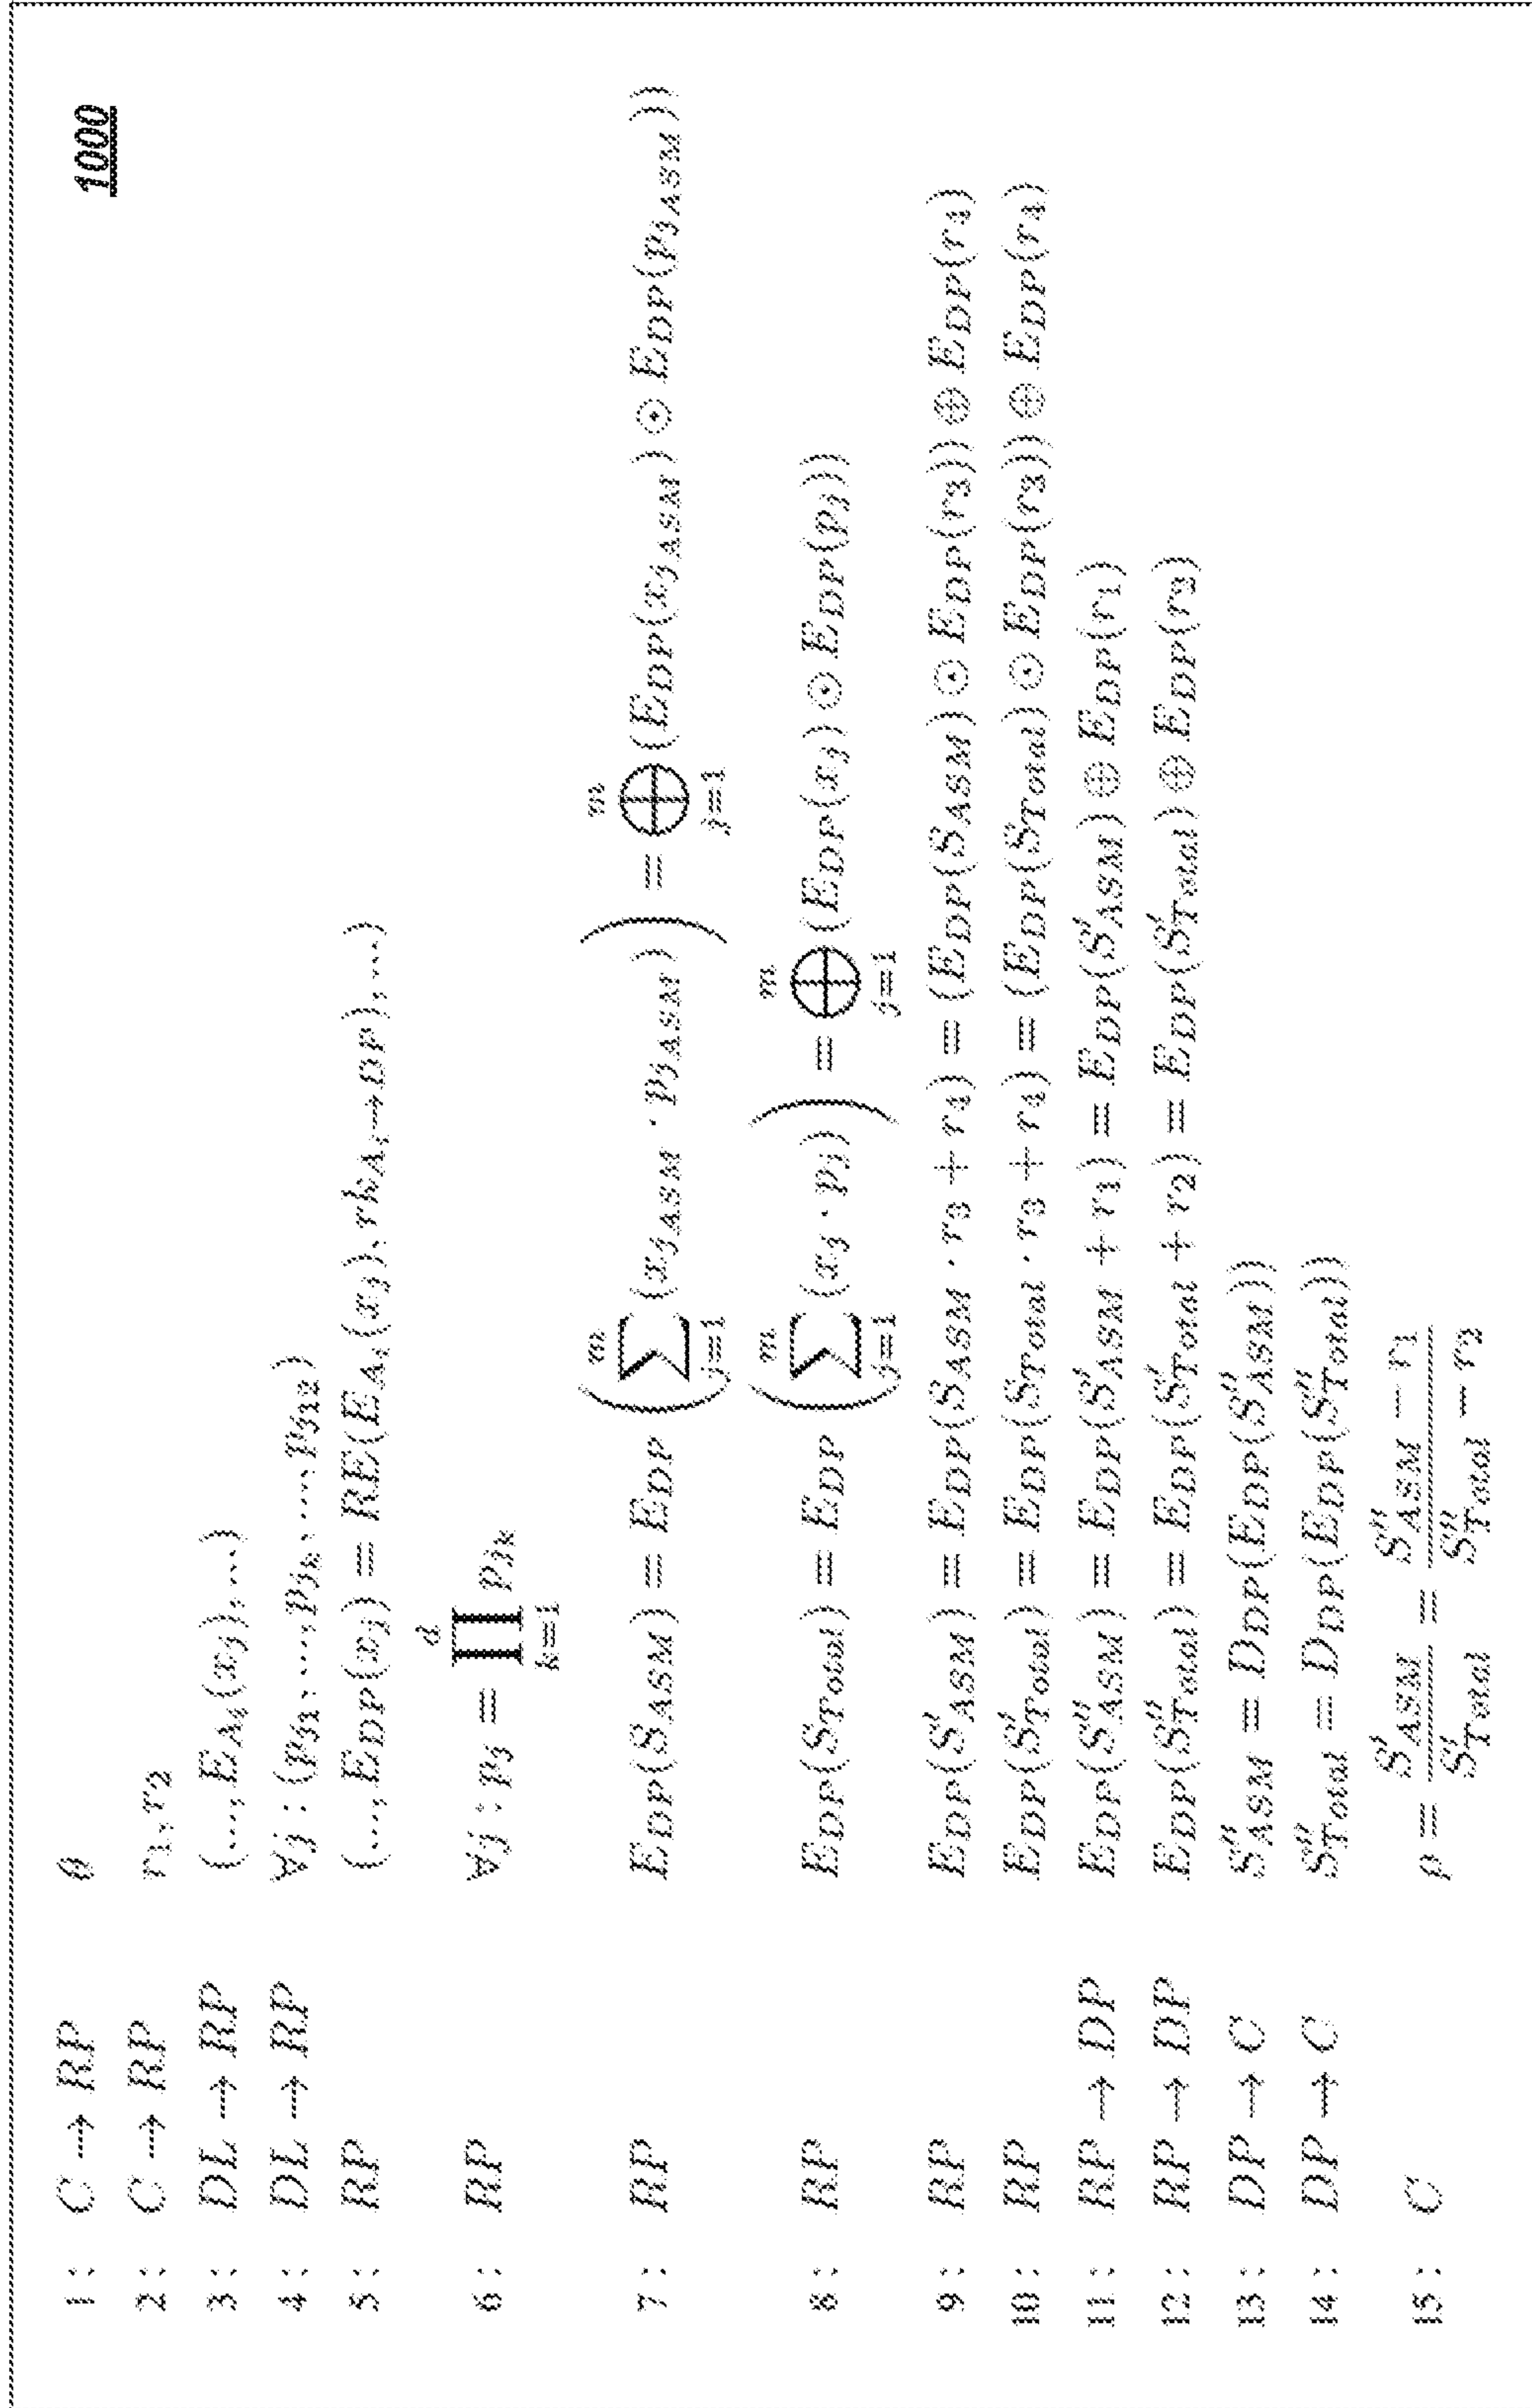 1000
1 : C → RP θ
2 : C → RP r₁, r₂
3 : DL → RP (..., E_{A_i}(x_j), ...)
4 : DL → RP ∀j : (p_{j_1}, ..., p_{j_k}, ..., p_{j_{12}})
5 : RP (..., E_{DP}(x_j) = RE(E_{A_i}(x_j), rk_{A_i→DP}), ...)
6 : RP ∀j : p_j = ∏_{k=1}^{d} p_{j_k}
7 : RP E_{DP}(S_{ASM}) = E_{DP}(∑_{j=1}^{m} (x_{j_{ASM}} · p_{j_{ASM}})) = ⊕_{j=1}^{m} (E_{DP}(x_{j_{ASM}}) ⊙ E_{DP}(p_{j_{ASM}}))
8 : RP E_{DP}(S_{Total}) = E_{DP}(∑_{j=1}^{m} (x_j · p_j)) = ⊕_{j=1}^{m} (E_{DP}(x_j) ⊙ E_{DP}(p_j))
9 : RP E_{DP}(S'_{ASM}) = E_{DP}(S_{ASM} · r₃ + r₄) = (E_{DP}(S_{ASM}) ⊙ E_{DP}(r₃)) ⊕ E_{DP}(r₄)
10 : RP E_{DP}(S'_{Total}) = E_{DP}(S_{Total} · r₃ + r₄) = (E_{DP}(S_{Total}) ⊙ E_{DP}(r₃)) ⊕ E_{DP}(r₄)
11 : RP → DP E_{DP}(S''_{ASM}) = E_{DP}(S'_{ASM} + r₁) = E_{DP}(S'_{ASM}) ⊕ E_{DP}(r₁)
12 : RP → DP E_{DP}(S''_{Total}) = E_{DP}(S'_{Total} + r₂) = E_{DP}(S'_{Total}) ⊕ E_{DP}(r₂)
13 : DP → C S''_{ASM} = D_{DP}(E_{DP}(S''_{ASM}))
14 : DP → C S''_{Total} = D_{DP}(E_{DP}(S''_{Total}))
15 : C ρ = S'_{ASM} / S'_{Total} = (S''_{ASM} − r₁) / (S''_{Total} − r₂)